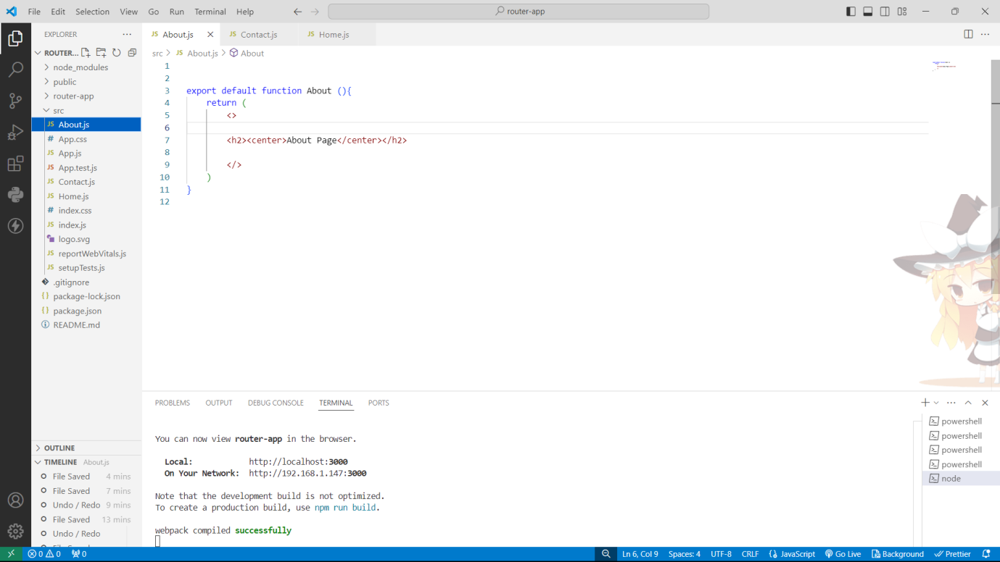 File Edit Selection View Go Run Terminal Help
router-app
EXPLORER
ROUTER...
node_modules
public
router-app
src
JS About.js
# App.css
JS App.js
JS App.test.js
JS Contact.js
JS Home.js
# index.css
JS index.js
logo.svg
JS reportWebVitals.js
JS setupTests.js
.gitignore
{} package-lock.json
{} package.json
README.md
OUTLINE
TIMELINE About.js
File Saved 4 mins
File Saved 7 mins
Undo / Redo 9 mins
File Saved 13 mins
Undo / Redo
JS About.js JS Contact.js JS Home.js
src > JS About.js > About
1
2
3 export default function About (){
4 return (
5 <>
6
7 <h2><center>About Page</center></h2>
8
9 </>
10 )
11 }
12
PROBLEMS OUTPUT DEBUG CONSOLE TERMINAL PORTS
You can now view router-app in the browser.
Local: http://localhost:3000
On Your Network: http://192.168.1.147:3000
Note that the development build is not optimized.
To create a production build, use npm run build.
webpack compiled successfully
powershell
powershell
powershell
powershell
node
0 0 0 Ln 6, Col 9 Spaces: 4 UTF-8 CRLF {} JavaScript Go Live Background Prettier